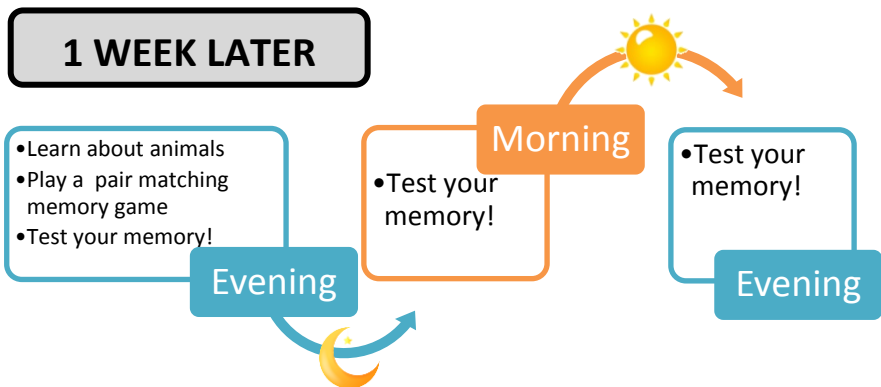 1 WEEK LATER
•Learn about animals
•Play a pair matching
memory game
•Test your memory!
Evening
Morning
•Test your
memory!
•Test your
memory!
Evening